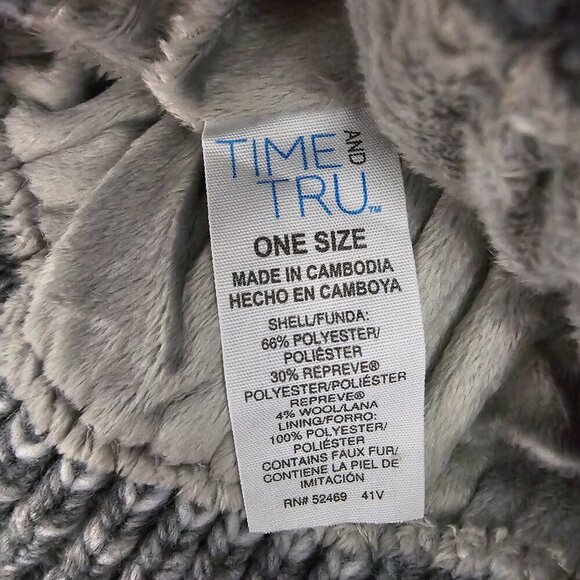 TIME AND
TRU™
ONE SIZE
MADE IN CAMBODIA
HECHO EN CAMBOYA
SHELL/FUNDA:
66% POLYESTER/
POLIÉSTER
30% REPREVE®
POLYESTER/POLIÉSTER
REPREVE®
4% WOOL/LANA
LINING/FORRO:
100% POLYESTER/
POLIÉSTER
CONTAINS FAUX FUR/
CONTIENE LA PIEL DE
IMITACIÓN
RN# 52469 41V